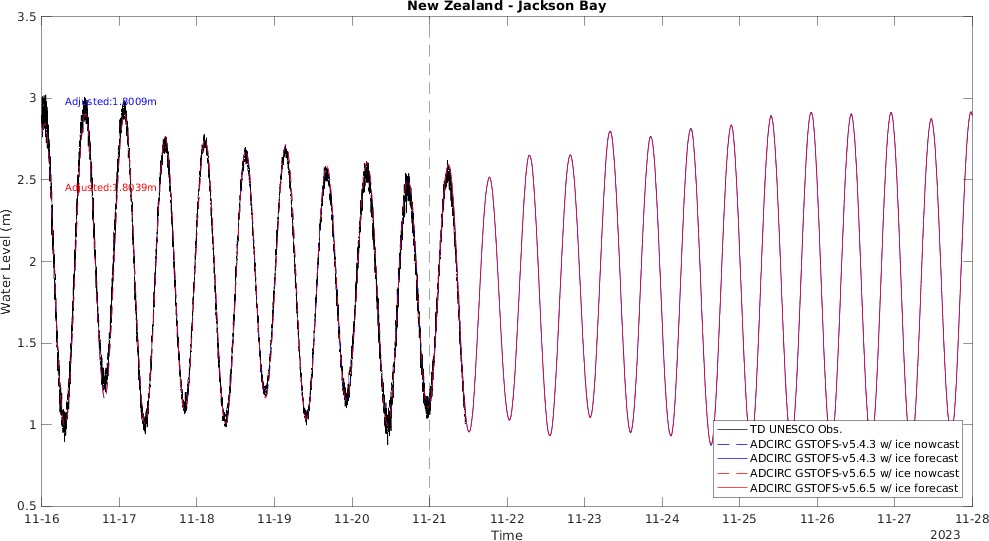 New Zealand - Jackson Bay
3.5
3
2.5
2
1.5
1
0.5
Water Level (m)
Adjusted:1.8009m
Adjusted:1.8039m
TD UNESCO Obs.
ADCIRC GSTOFS-v5.4.3 w/ ice nowcast
ADCIRC GSTOFS-v5.4.3 w/ ice forecast
ADCIRC GSTOFS-v5.6.5 w/ ice nowcast
ADCIRC GSTOFS-v5.6.5 w/ ice forecast
11-16 11-17 11-18 11-19 11-20 11-21 11-22 11-23 11-24 11-25 11-26 11-27 11-28
Time
2023